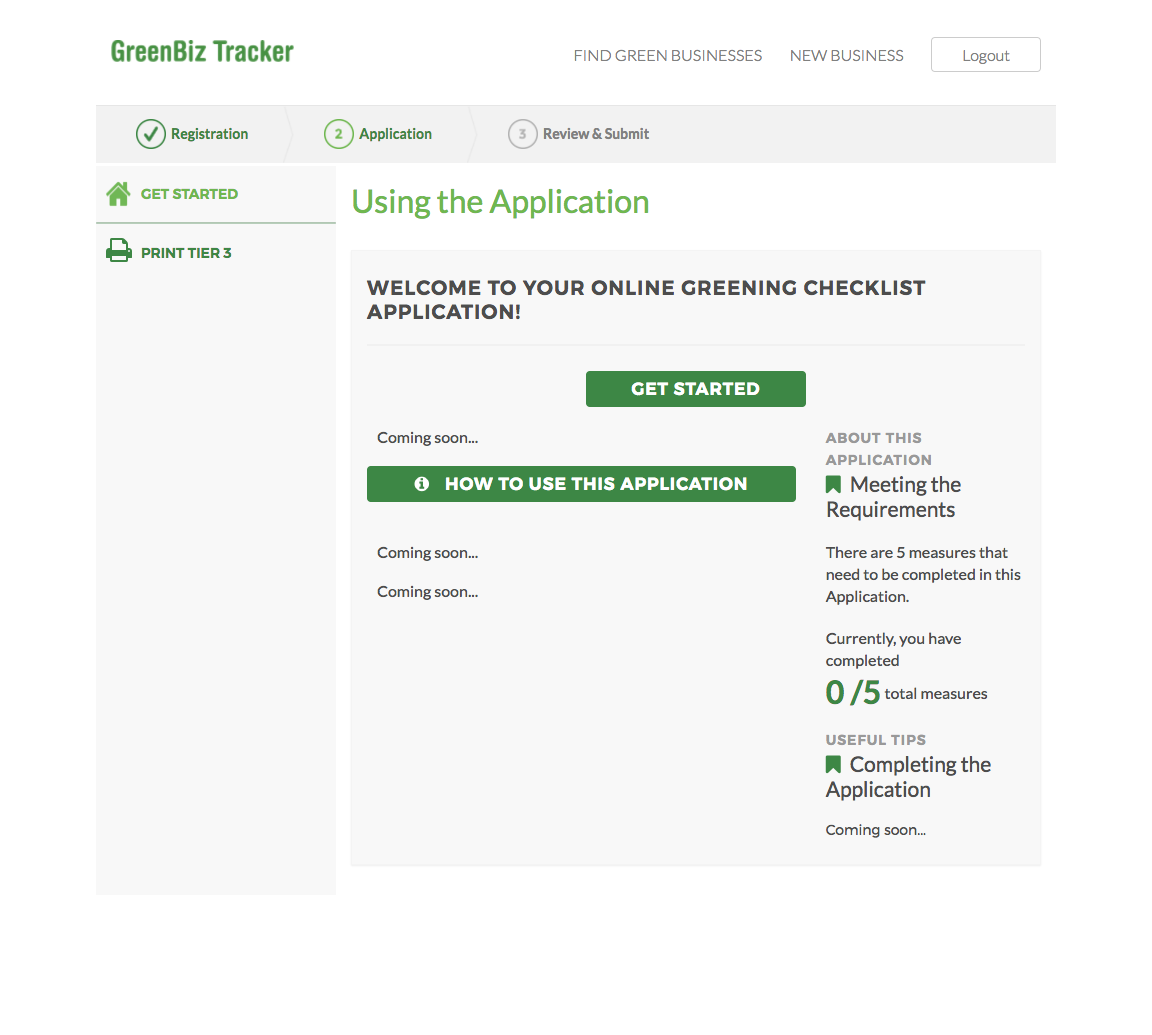 GreenBiz Tracker
FIND GREEN BUSINESSES
NEW BUSINESS
Logout
Registration
2 Application
3 Review & Submit
GET STARTED
PRINT TIER 3
Using the Application
WELCOME TO YOUR ONLINE GREENING CHECKLIST
APPLICATION!
GET STARTED
Coming soon...
HOW TO USE THIS APPLICATION
Coming soon...
Coming soon...
ABOUT THIS
APPLICATION
Meeting the
Requirements
There are 5 measures that
need to be completed in this
Application.
Currently, you have
completed
0 /5 total measures
USEFUL TIPS
Completing the
Application
Coming soon...